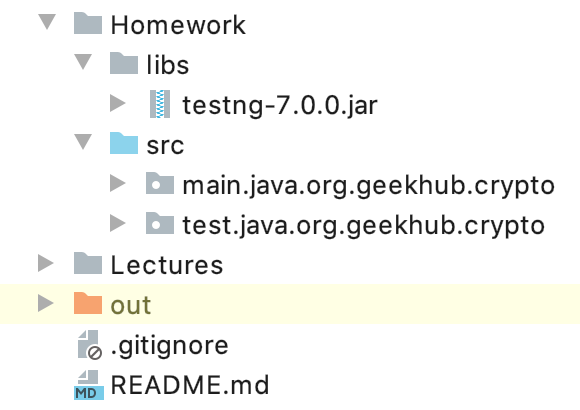 Homework
libs
testng-7.0.0.jar
src
main.java.org.geekhub.crypto
test.java.org.geekhub.crypto
Lectures
out
.gitignore
MD README.md